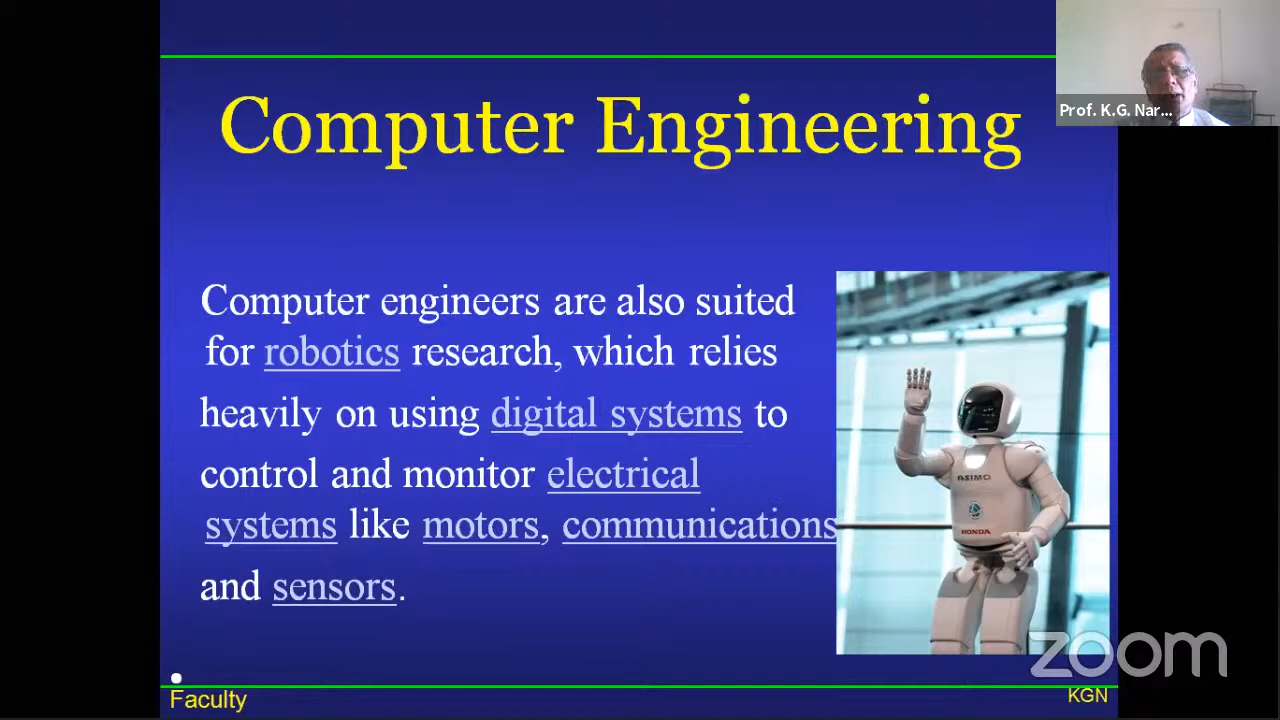 Prof. K.G. Nar...
Computer Engineering
Computer engineers are also suited
for robotics research, which relies
heavily on using digital systems to
control and monitor electrical
systems like motors, communications
and sensors.
ASIMO
HONDA
zoom
Faculty
KGN